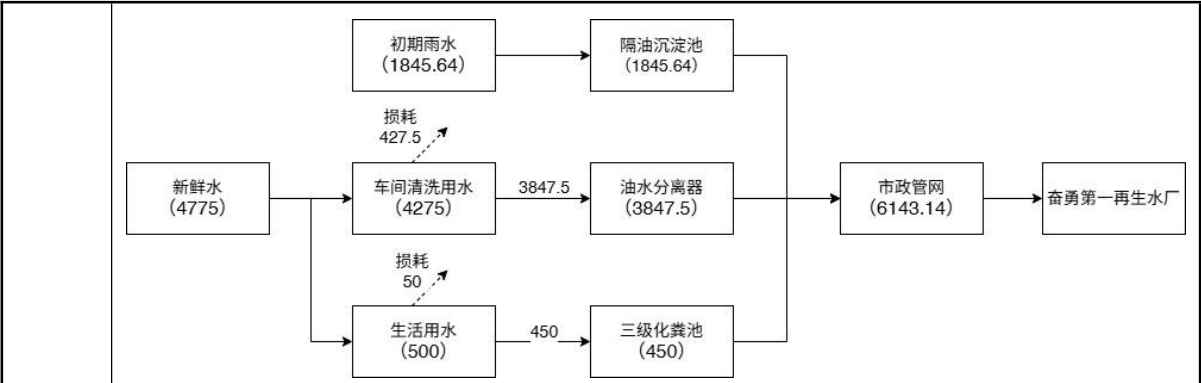 初期雨水
（1845.64）
隔油沉淀池
（1845.64）
损耗
427.5
新鲜水
（4775）
车间清洗用水
（4275）
3847.5
油水分离器
（3847.5）
市政管网
（6143.14）
奋勇第一再生水厂
损耗
50
生活用水
（500）
450
三级化粪池
（450）